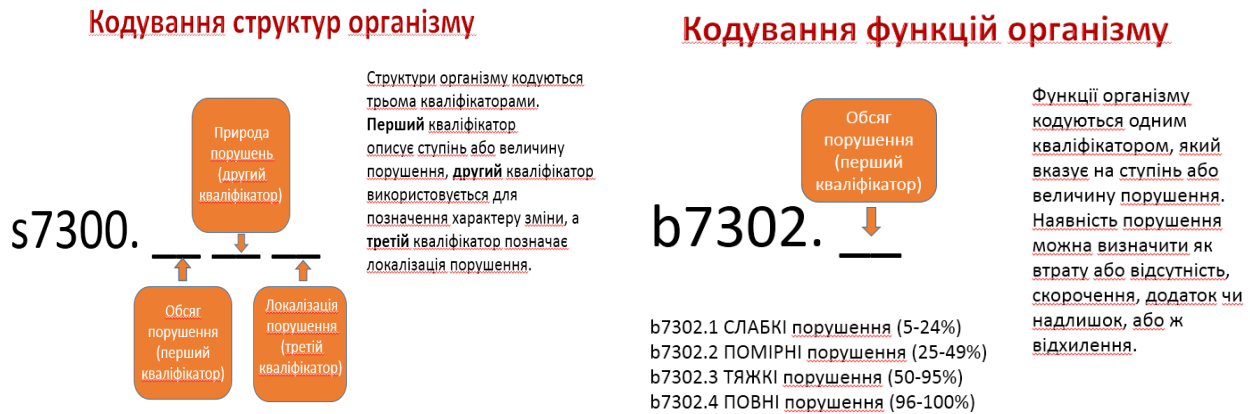 Кодування структур організму
Природа
порушень
(другий
кваліфікатор)
s7300. __ __ __
Обсяг
порушення
(перший
кваліфікатор)
Локалізація
порушення
(третій
кваліфікатор)
Структури організму кодуються
трьома кваліфікаторами.
Перший кваліфікатор
описує ступінь або величину
порушення, другий кваліфікатор
використовується для
позначення характеру зміни, а
третій кваліфікатор позначає
локалізація порушення.
Кодування функцій організму
Обсяг
порушення
(перший
кваліфікатор)
b7302. __
b7302.1 СЛАБКІ порушення (5-24%)
b7302.2 ПОМІРНІ порушення (25-49%)
b7302.3 ТЯЖКІ порушення (50-95%)
b7302.4 ПОВНІ порушення (96-100%)
Функції організму
кодуються одним
кваліфікатором, який
вказує на ступінь або
величину порушення.
Наявність порушення
можна визначити як
втрату або відсутність,
скорочення, додаток чи
надлишок, або ж
відхилення.